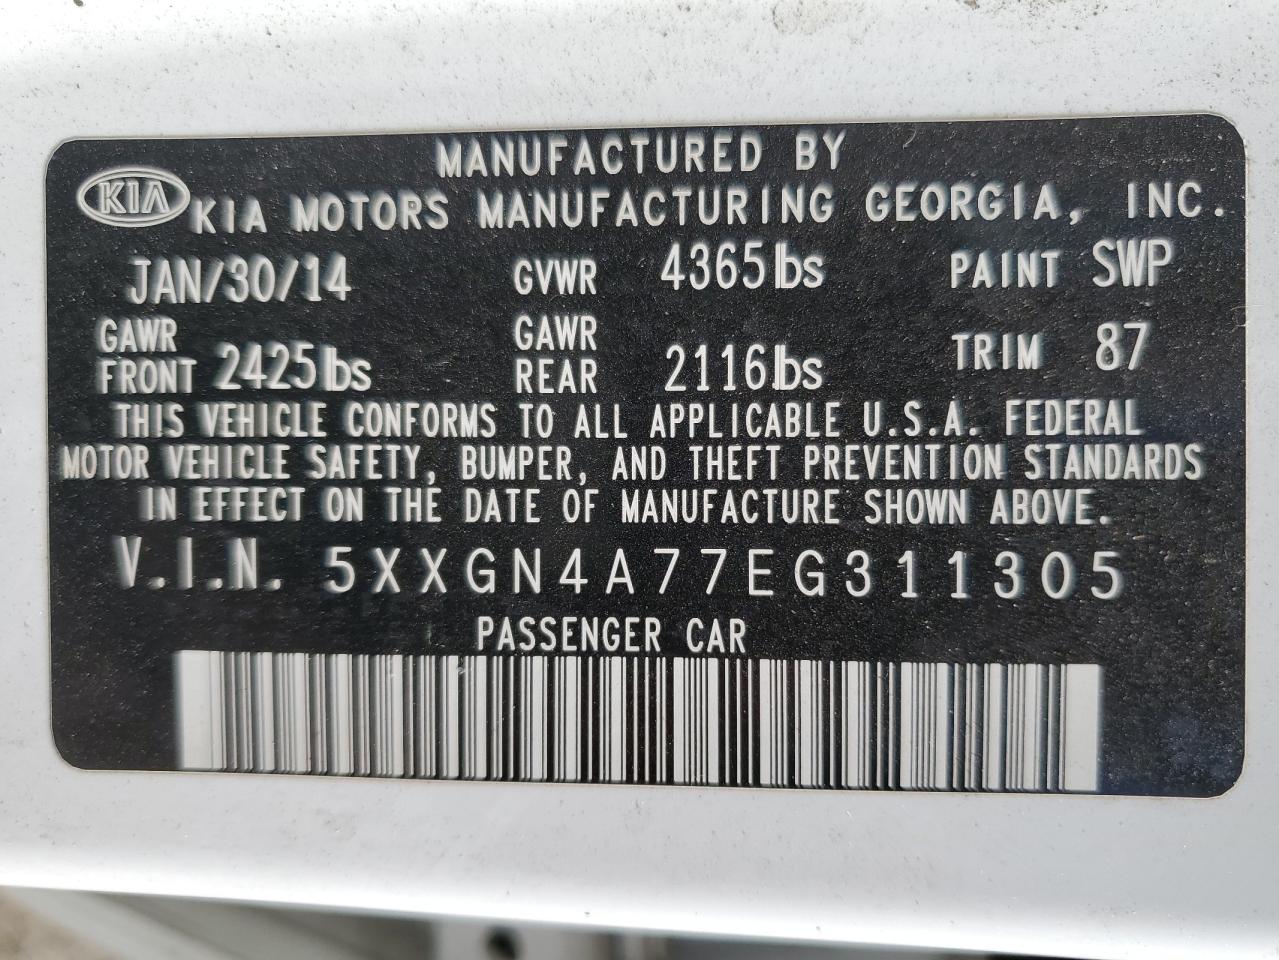 MANUFACTURED BY
KIA KIA MOTORS MANUFACTURING GEORGIA, INC.
JAN/30/14 GVWR 4365lbs PAINT SWP
GAWR FRONT 2425lbs GAWR REAR 2116lbs TRIM 87
THIS VEHICLE CONFORMS TO ALL APPLICABLE U.S.A. FEDERAL
MOTOR VEHICLE SAFETY, BUMPER, AND THEFT PREVENTION STANDARDS
IN EFFECT ON THE DATE OF MANUFACTURE SHOWN ABOVE.
V.I.N. 5XXGN4A77EG311305
PASSENGER CAR